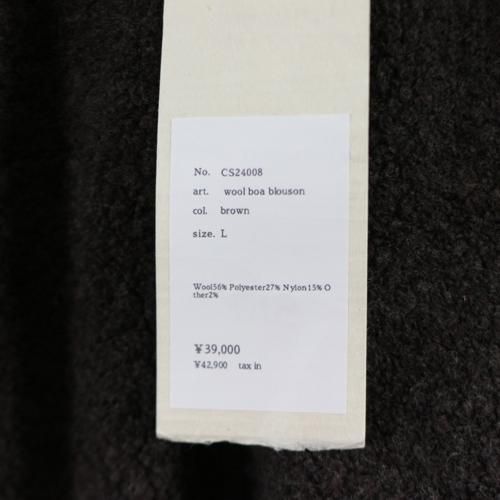 No. CS24008
art. wool boa blouson
col. brown
size. L
Wool56% Polyester27% Nylon15% O
ther2%
¥39,000
¥42,900 tax in